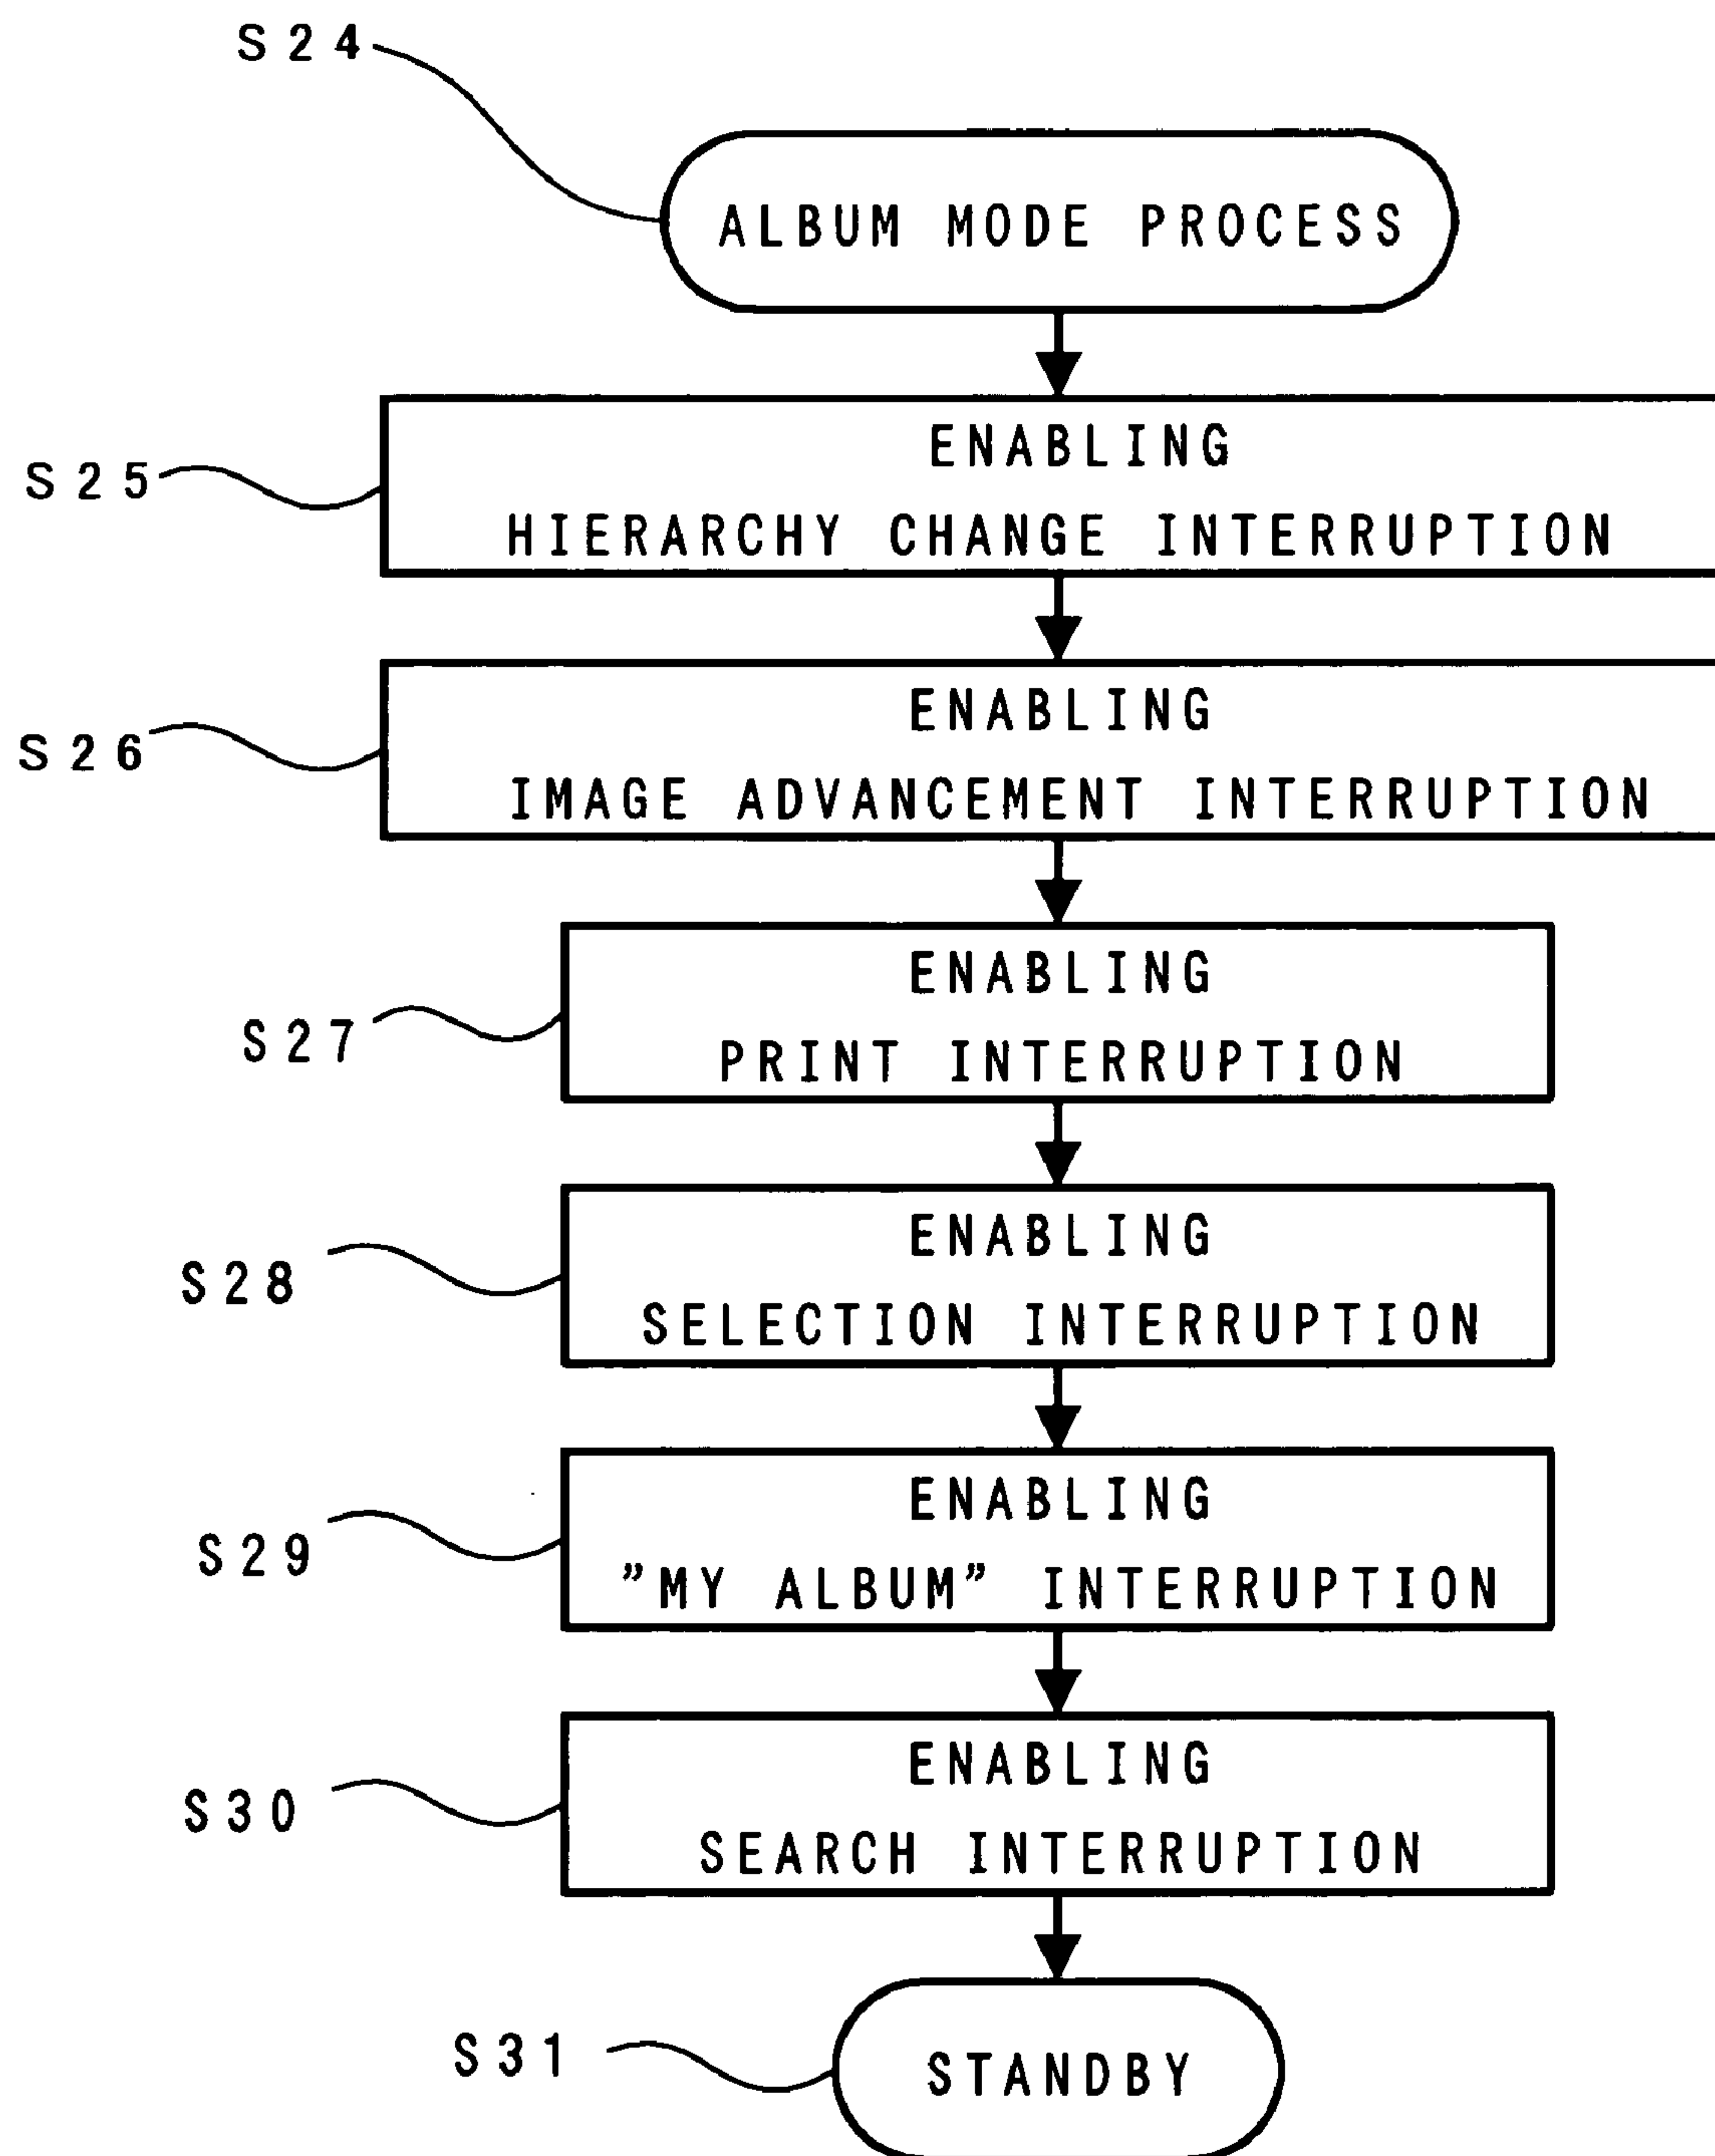 S24
ALBUM MODE PROCESS
S25
ENABLING
HIERARCHY CHANGE INTERRUPTION
S26
ENABLING
IMAGE ADVANCEMENT INTERRUPTION
S27
ENABLING
PRINT INTERRUPTION
S28
ENABLING
SELECTION INTERRUPTION
S29
ENABLING
”MY ALBUM” INTERRUPTION
S30
ENABLING
SEARCH INTERRUPTION
S31
STANDBY